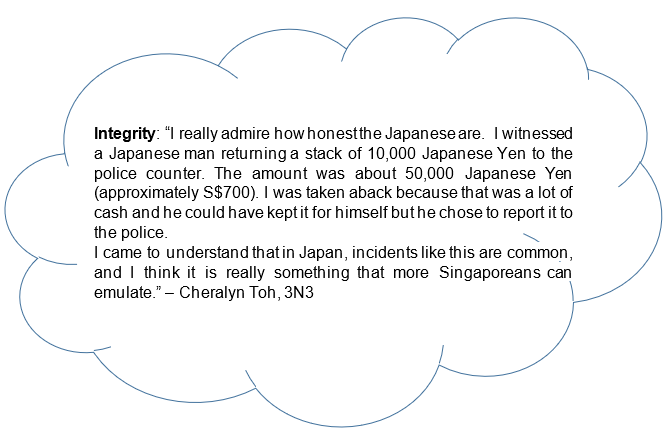 Integrity: “I really admire how honest the Japanese are. I witnessed
a Japanese man returning a stack of 10,000 Japanese Yen to the
police counter. The amount was about 50,000 Japanese Yen
(approximately S$700). I was taken aback because that was a lot of
cash and he could have kept it for himself but he chose to report it to
the police.
I came to understand that in Japan, incidents like this are common,
and I think it is really something that more Singaporeans can
emulate.” – Cheralyn Toh, 3N3